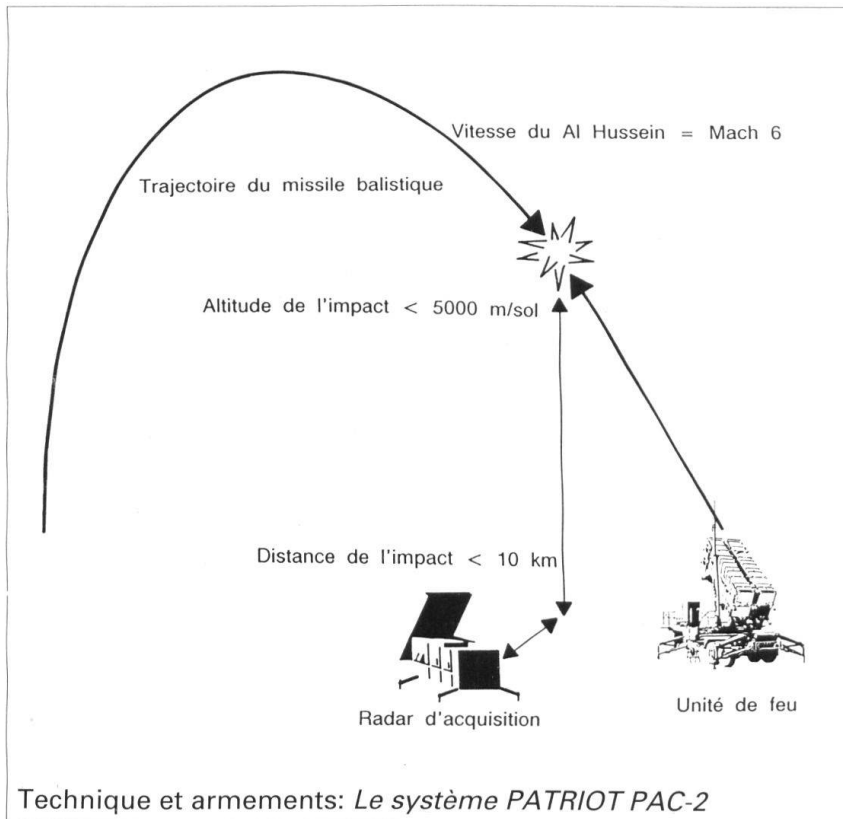 Vitesse du Al Hussein = Mach 6
Trajectoire du missile balistique
Altitude de l'impact < 5000 m/sol
Distance de l'impact < 10 km
Radar d'acquisition
Unité de feu
Technique et armements: Le système PATRIOT PAC-2